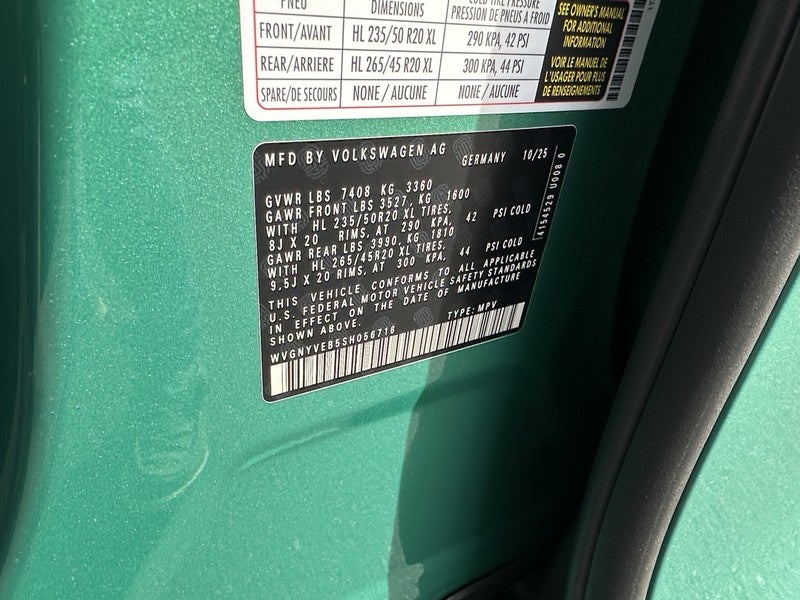 PNEU DIMENSIONS PRESSION DE PNEUS A FROID
FRONT/AVANT HL 235/50 R20 XL 290 KPA, 42 PSI
REAR/ARRIERE HL 265/45 R20 XL 300 KPA, 44 PSI
SPARE/DE SECOURS NONE / AUCUNE NONE / AUCUNE
SEE OWNER'S MANUAL
FOR ADDITIONAL
INFORMATION
VOIR LE MANUEL DE
L'USAGER POUR PLUS
DE RENSEIGNEMENTS
MFD BY VOLKSWAGEN AG GERMANY 10/25
GVWR LBS 7408 KG 3360
GAWR FRONT LBS 3527, KG 1600
WITH HL 235/50R20 XL TIRES,
8J X 20 RIMS, AT 290 KPA, 42 PSI COLD
GAWR REAR LBS 3990, KG 1810
WITH HL 265/45R20 XL TIRES,
9.5J X 20 RIMS, AT 300 KPA, 44 PSI COLD
THIS VEHICLE CONFORMS TO ALL APPLICABLE
U.S. FEDERAL MOTOR VEHICLE SAFETY STANDARDS
IN EFFECT ON THE DATE OF MANUFACTURE
SHOWN ABOVE. TYPE: MPV
WVGNYVEB5SH056716
4154529 U008 0